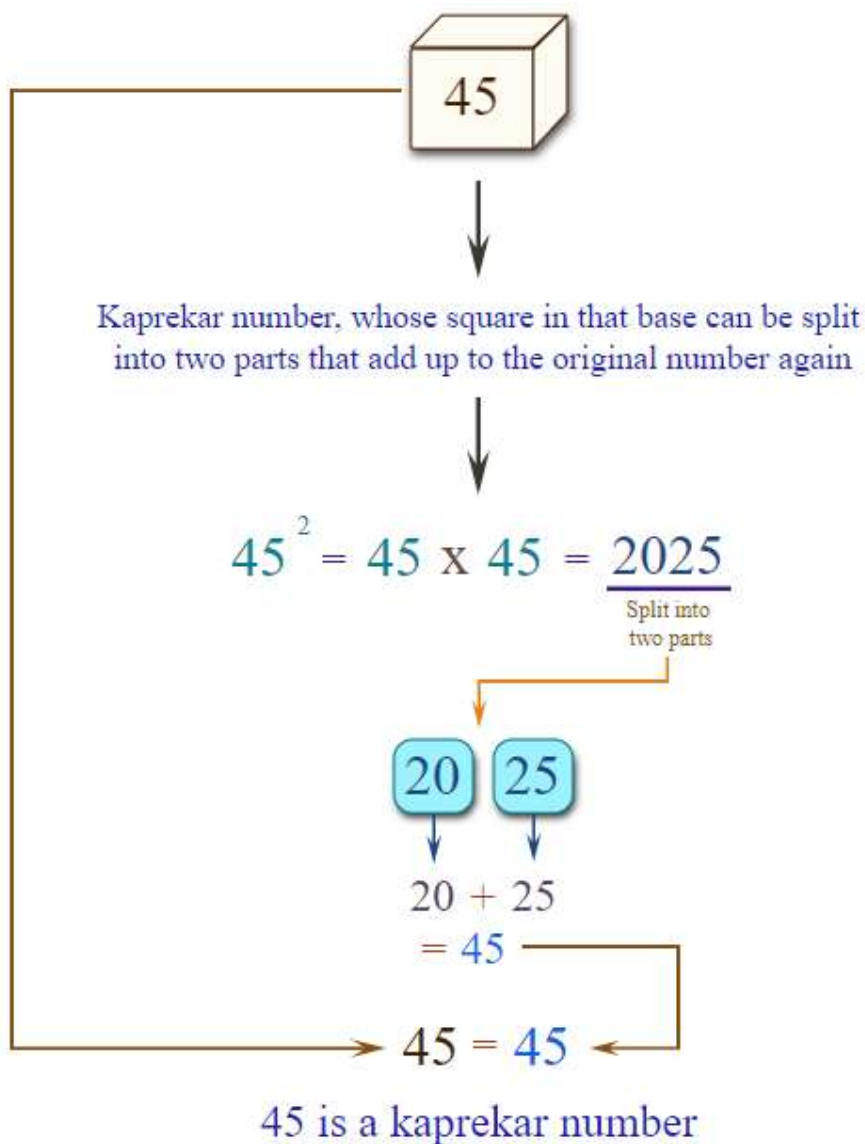 45
Kaprekar number, whose square in that base can be split
into two parts that add up to the original number again
45² = 45 x 45 = 2025
Split into
two parts
20 25
20 + 25
= 45
45 = 45
45 is a kaprekar number